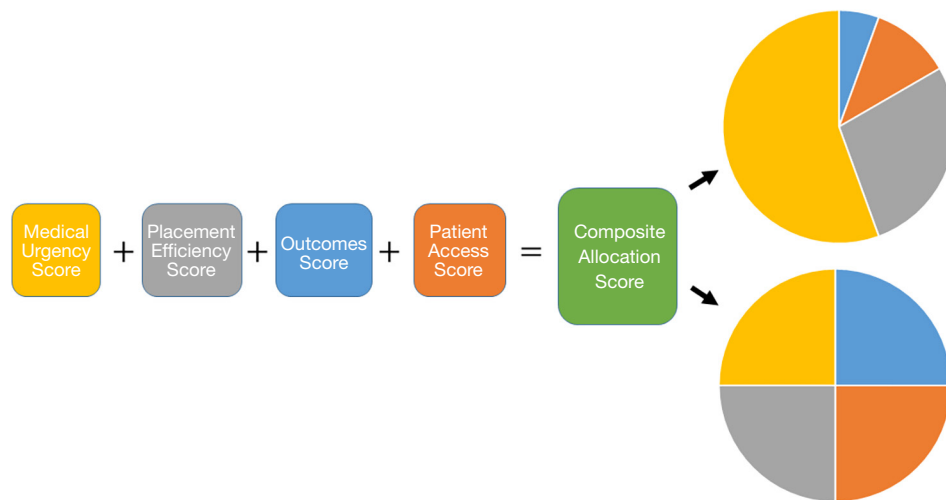 Medical
Urgency
Score
+
Placement
Efficiency
Score
+
Outcomes
Score
+
Patient
Access
Score
=
Composite
Allocation
Score